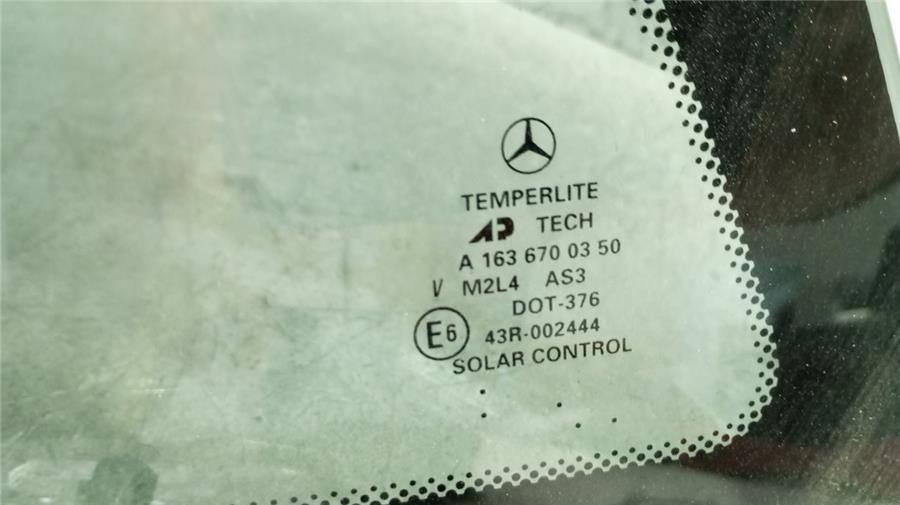 TEMPERLITE
AP TECH
A 163 670 03 50
V M2L4 AS3
DOT-376
E6 43R-002444
SOLAR CONTROL